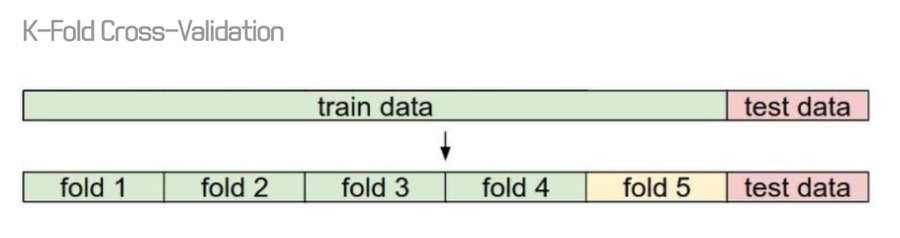 K-Fold Cross-Validation
train data test data
fold 1 fold 2 fold 3 fold 4 fold 5 test data